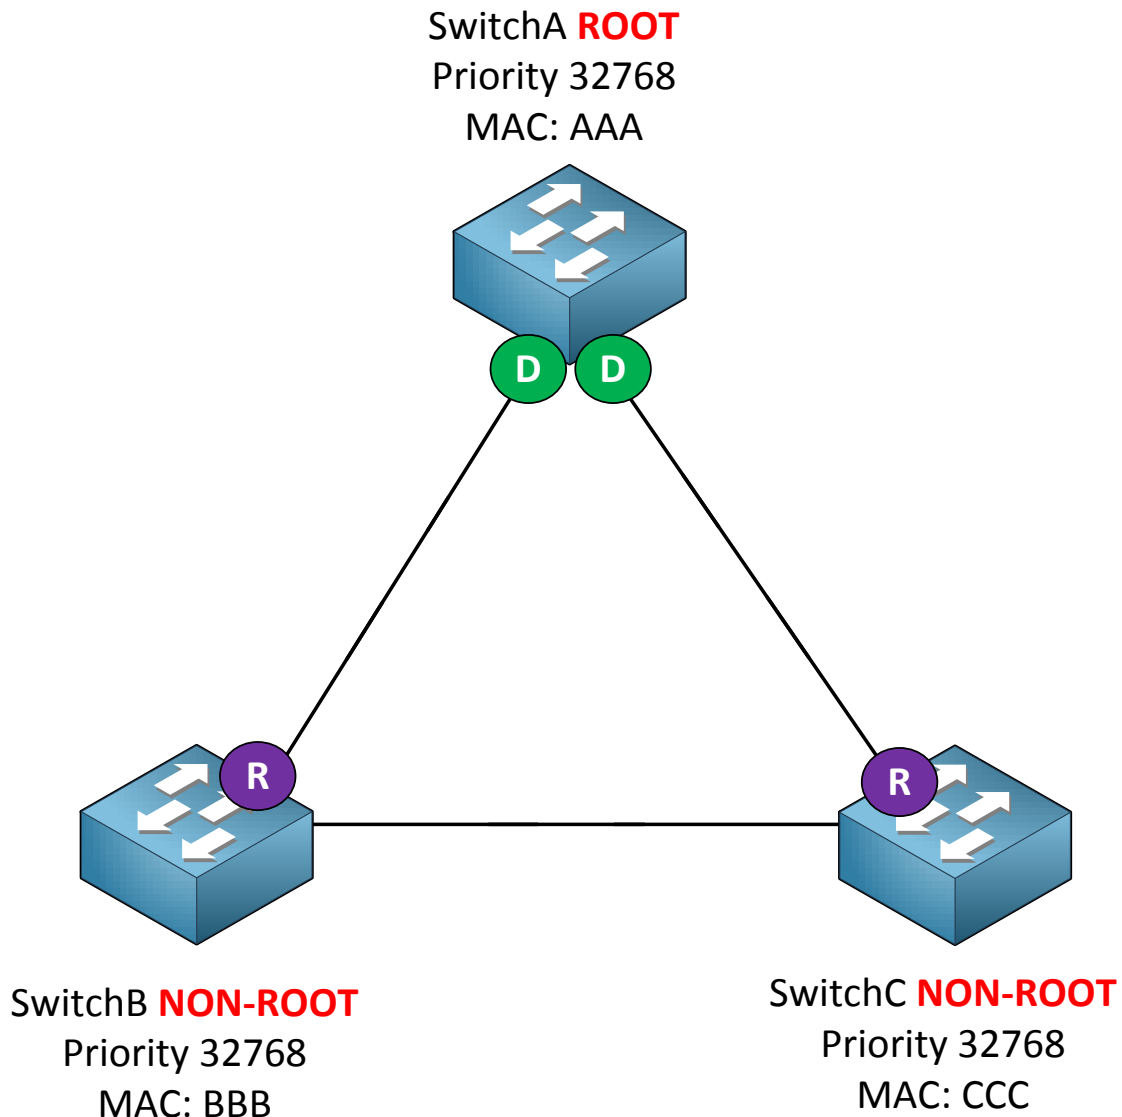 SwitchA ROOT
Priority 32768
MAC: AAA
D D
R
R
SwitchB NON-ROOT
Priority 32768
MAC: BBB
SwitchC NON-ROOT
Priority 32768
MAC: CCC